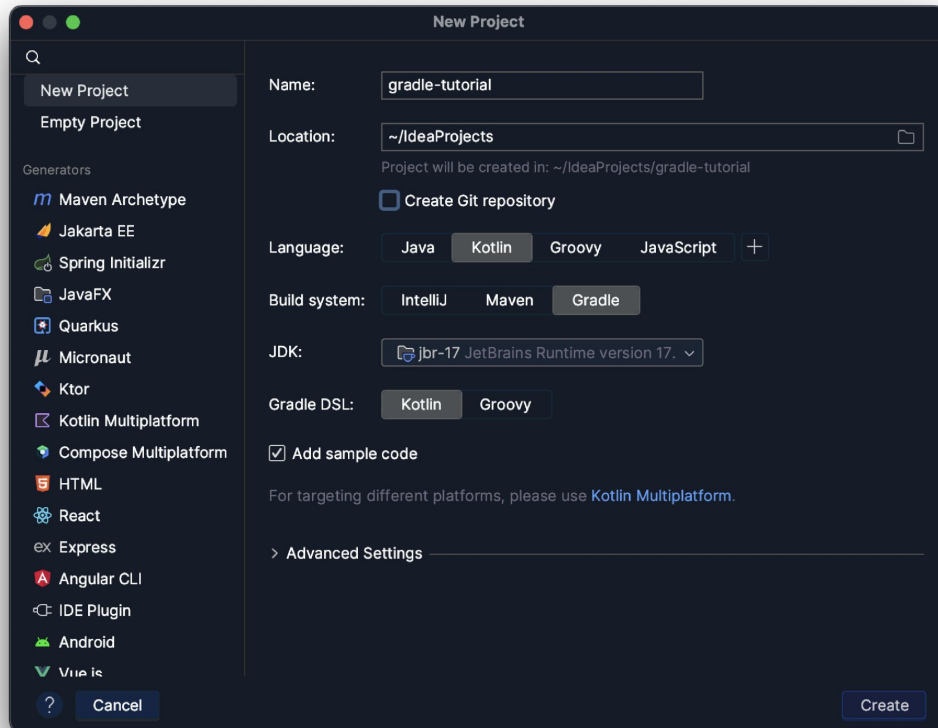 New Project
New Project
Empty Project
Generators
Maven Archetype
Jakarta EE
Spring Initializr
JavaFX
Quarkus
Micronaut
Ktor
Kotlin Multiplatform
Compose Multiplatform
HTML
React
ex Express
Angular CLI
IDE Plugin
Android
Vue.js
Name: gradle-tutorial
Location: ~/IdeaProjects
Project will be created in: ~/IdeaProjects/gradle-tutorial
Create Git repository
Language: Java Kotlin Groovy JavaScript
Build system: IntelliJ Maven Gradle
JDK: jbr-17 JetBrains Runtime version 17.
Gradle DSL: Kotlin Groovy
Add sample code
For targeting different platforms, please use Kotlin Multiplatform.
Advanced Settings
? Cancel
Create